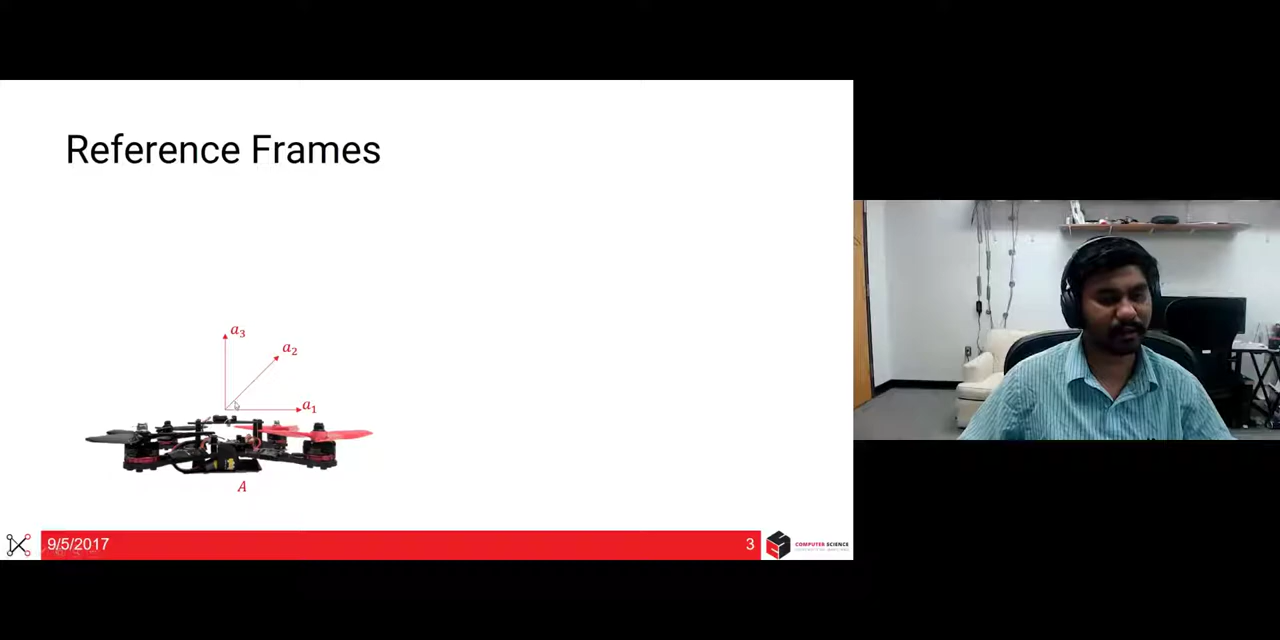 Reference Frames
a₃
a₂
a₁
A
9/5/2017
3
COMPUTER SCIENCE